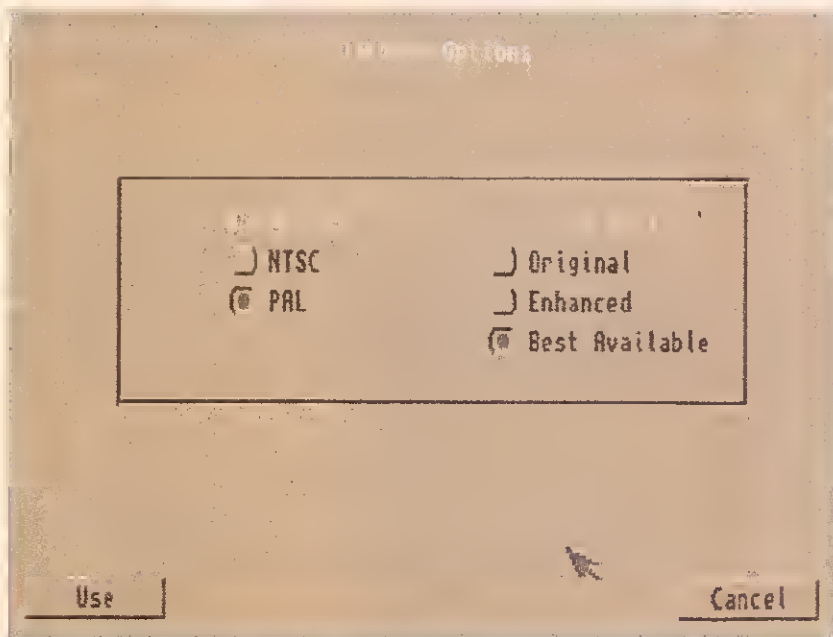 Options
NTSC
Original
PAL
Enhanced
Best Available
Use
Cancel